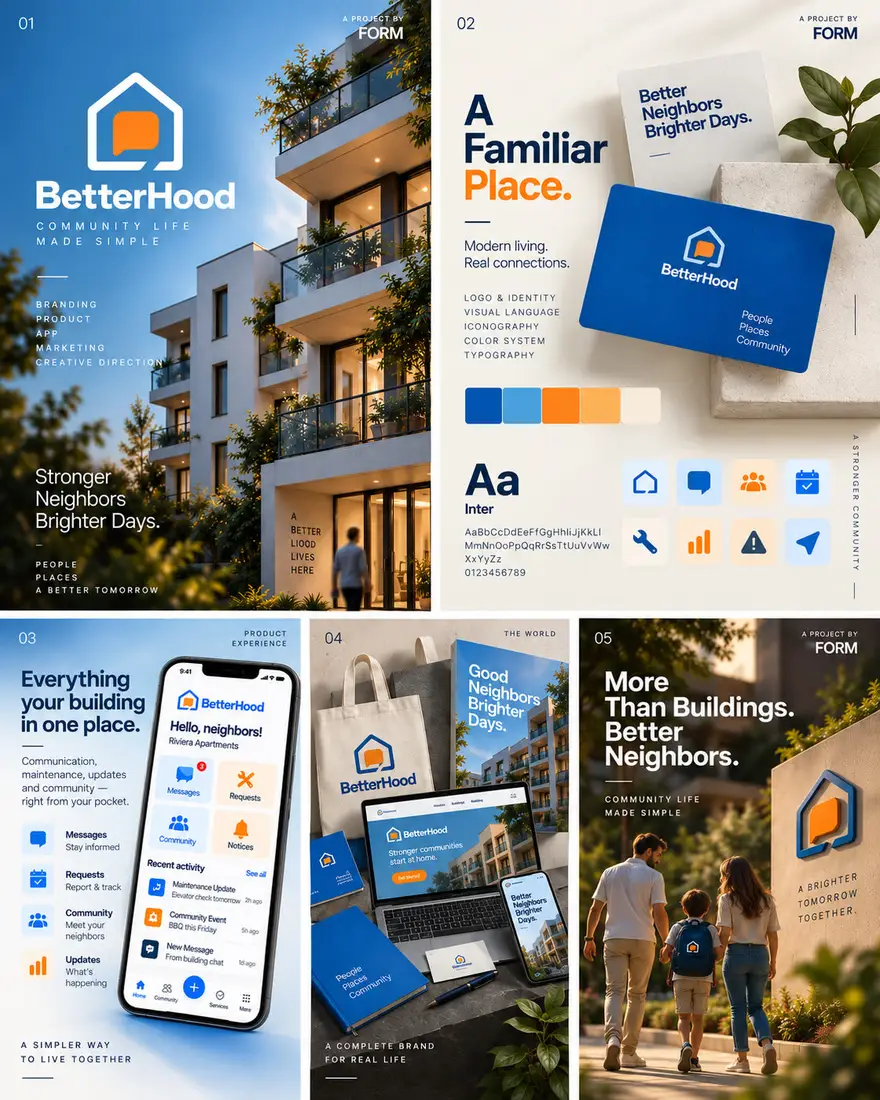 01
A PROJECT BY
FORM
BetterHood
COMMUNITY LIFE
MADE SIMPLE
BRANDING
PRODUCT
APP
MARKETING
CREATIVE DIRECTION
Stronger
Neighbors
Brighter Days.
PEOPLE
PLACES
A BETTER TOMORROW
A
BETTER
LIOOD
LIVES
HERE
02
A PROJECT BY
FORM
A
Familiar
Place.
Modern living.
Real connections.
LOGO & IDENTITY
VISUAL LANGUAGE
ICONOGRAPHY
COLOR SYSTEM
TYPOGRAPHY
Better
Neighbors
Brighter Days.
BetterHood
People
Places
Community
Aa
Inter
AaBbCcDdEeFfGgHhIiJjKkLl
MmNnOoPpQqRrSsTtUuVvWw
XxYyZz
0123456789
A STRONGER COMMUNITY
03
PRODUCT
EXPERIENCE
Everything
your building
in one place.
Communication,
maintenance, updates
and community —
right from your pocket.
Messages
Stay informed
Requests
Report & track
Community
Meet your
neighbors
Updates
What's
happening
A SIMPLER WAY
TO LIVE TOGETHER
9:41
BetterHood
Hello, neighbors!
Riviera Apartments
3
Messages
Requests
Community
Notices
Recent activity
See all
Maintenance Update
Elevator check tomorrow
2h ago
Community Event
BBQ this Friday
5h ago
New Message
From building chat
1d ago
Home
Community
Services
More
04
THE WORLD
Good
Neighbors
Brighter
Days.
BetterHood
BetterHood
Stronger communities
start at home.
Better
Neighbors
Brighter
Days.
People
Places
Community
A COMPLETE BRAND
FOR REAL LIFE
05
A PROJECT BY
FORM
More
Than Buildings.
Better
Neighbors.
COMMUNITY LIFE
MADE SIMPLE
A BRIGHTER
TOMORROW
TOGETHER.